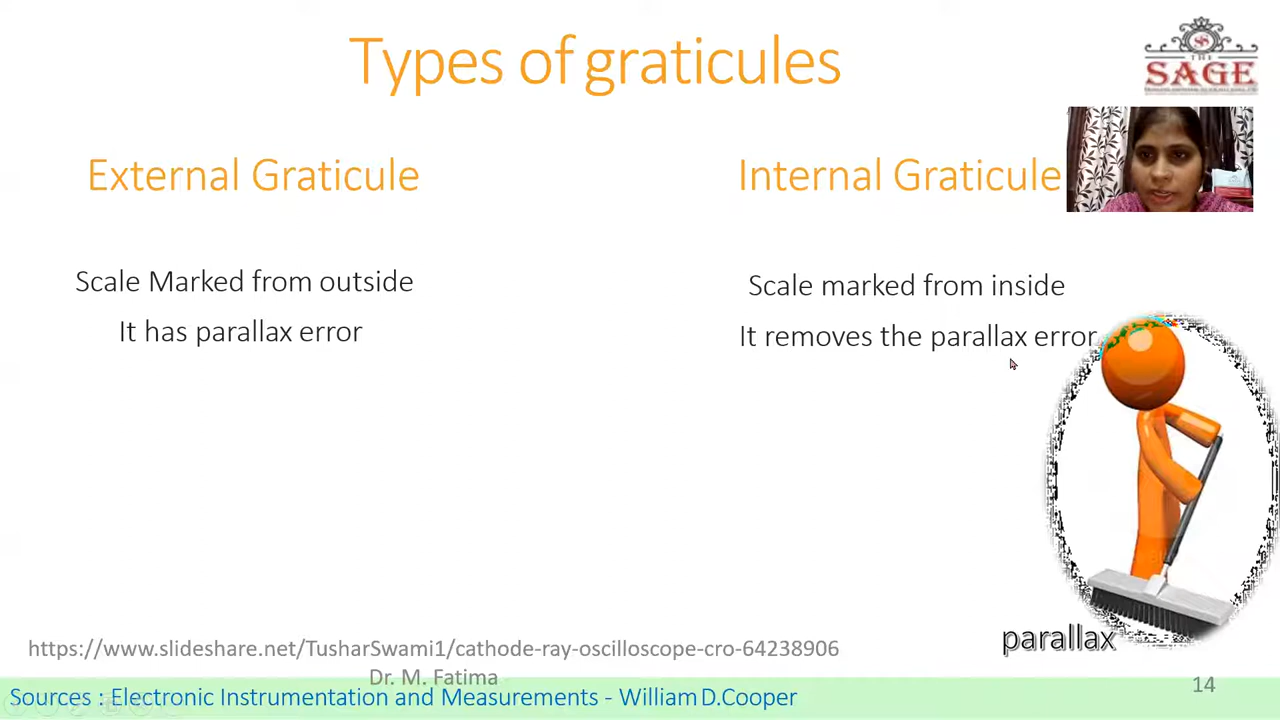 Types of graticules
THE
SAGE
External Graticule
Internal Graticule
Scale Marked from outside
It has parallax error
Scale marked from inside
It removes the parallax error
parallax
https://www.slideshare.net/TusharSwami1/cathode-ray-oscilloscope-cro-64238906
Dr. M. Fatima
14
Sources : Electronic Instrumentation and Measurements - William D.Cooper